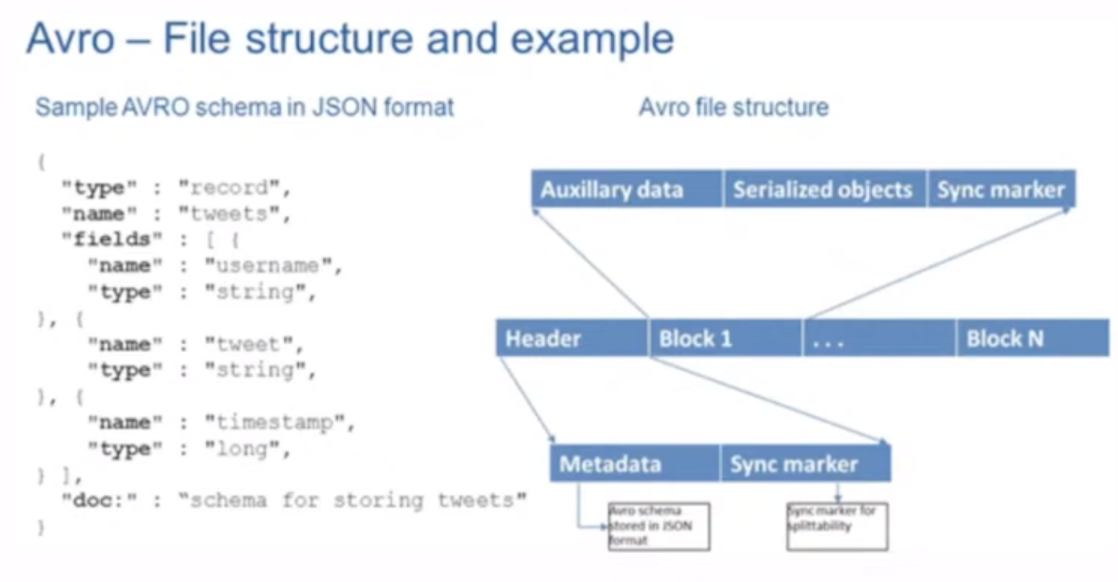 Avro – File structure and example
Sample AVRO schema in JSON format
{
"type" : "record",
"name" : "tweets",
"fields" : [ {
"name" : "username",
"type" : "string",
}, {
"name" : "tweet",
"type" : "string",
}, {
"name" : "timestamp",
"type" : "long",
} ],
"doc:" : “schema for storing tweets"
}
Avro file structure
Auxillary data
Serialized objects
Sync marker
Header
Block 1
. . .
Block N
Metadata
Sync marker
Avro schema
stored in JSON
format
Sync marker for
splittability